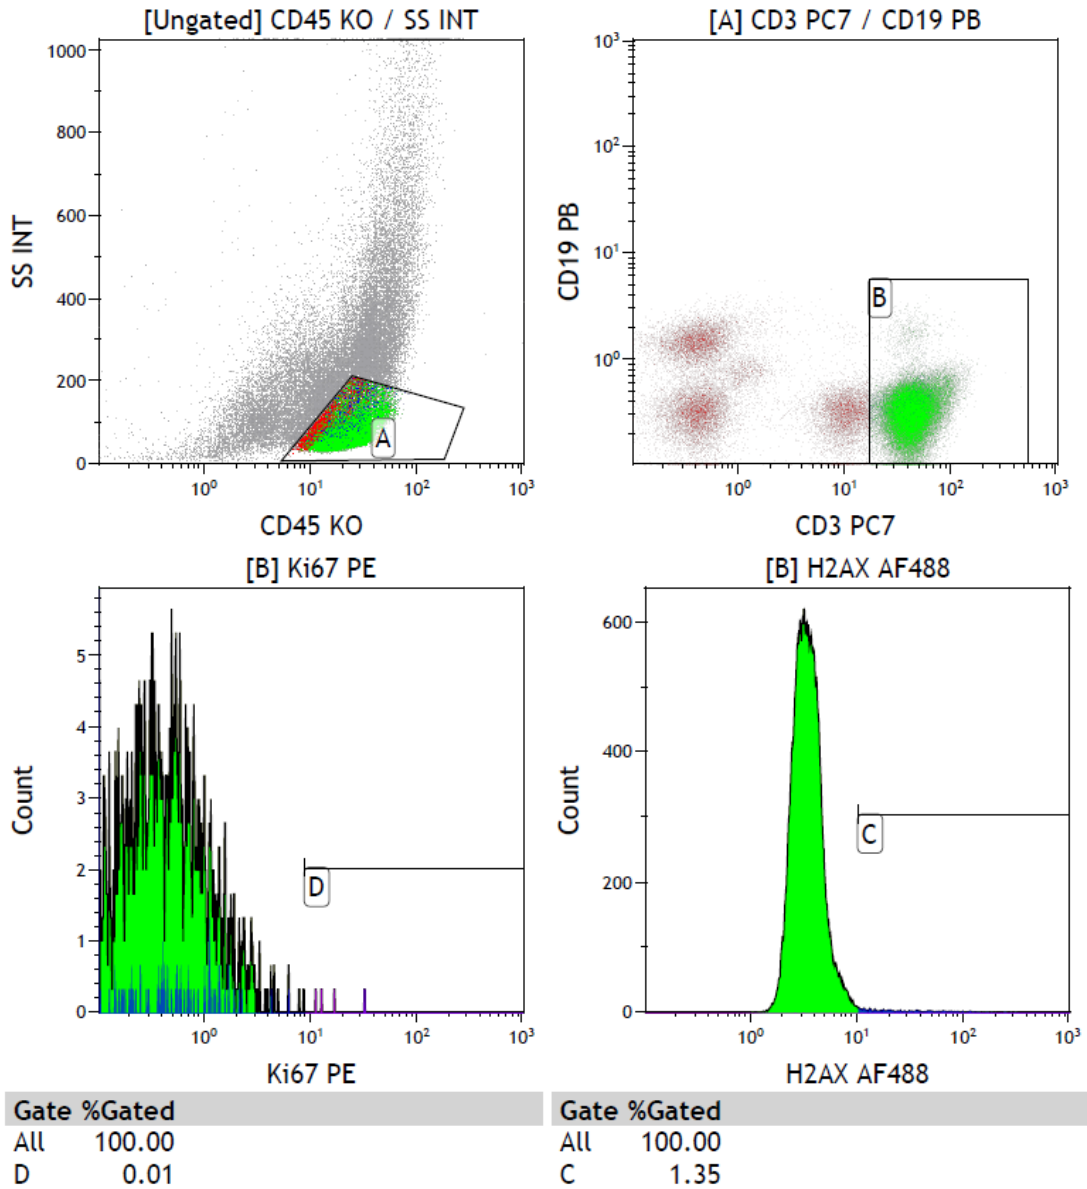 [Ungated] CD45 KO / SS INT
1000
800
600
400
200
0
SS INT
A
10⁰ 10¹ 10² 10³
CD45 KO
[A] CD3 PC7 / CD19 PB
10³
10²
10¹
10⁰
CD19 PB
B
10⁰ 10¹ 10² 10³
CD3 PC7
[B] Ki67 PE
5
4
3
2
1
0
Count
D
10⁰ 10¹ 10² 10³
Ki67 PE
[B] H2AX AF488
600
400
200
0
Count
C
10⁰ 10¹ 10² 10³
H2AX AF488
Gate %Gated
All 100.00
D 0.01
Gate %Gated
All 100.00
C 1.35